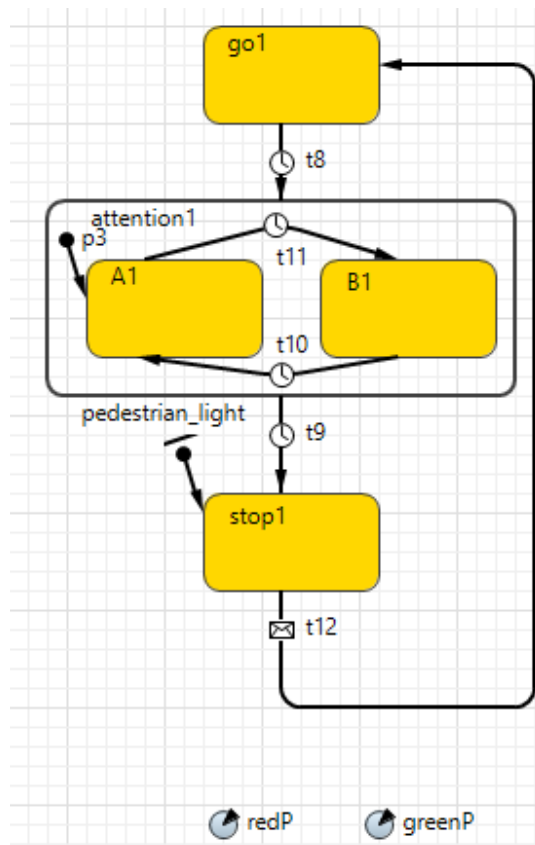 go1
t8
attention1
p3
t11
A1
B1
t10
pedestrian_light
t9
stop1
t12
redP
greenP